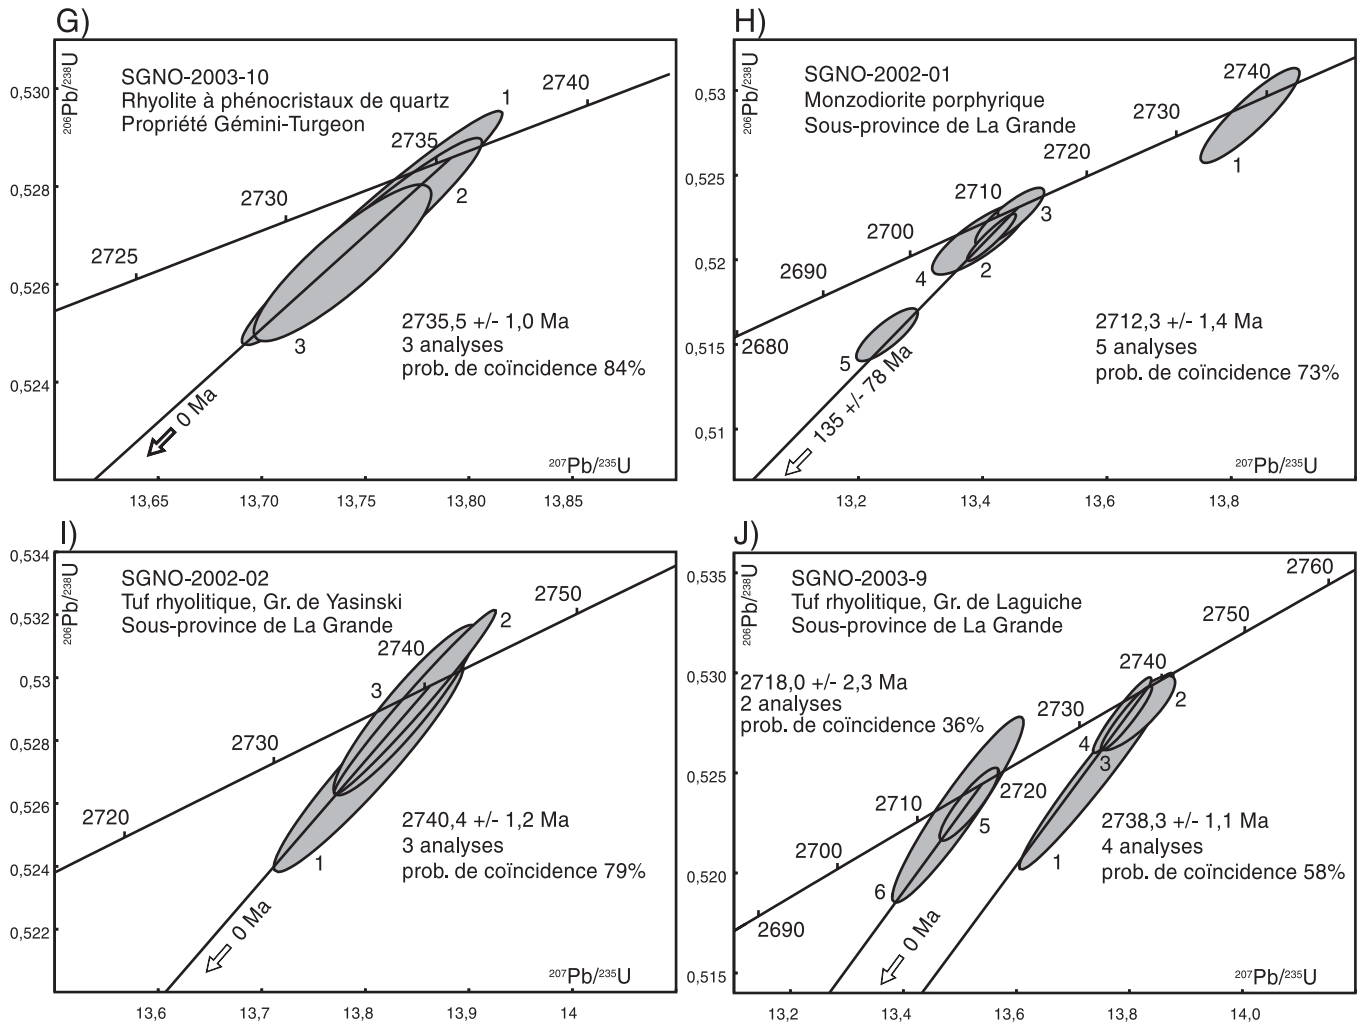 G)
SGNO-2003-10
Rhyolite à phénocristaux de quartz
Propriété Gémini-Turgeon
206Pb/238U
0,530
0,528
0,526
0,524
2725
2730
2735
2740
1
2
3
2735,5 +/- 1,0 Ma
3 analyses
prob. de coïncidence 84%
0 Ma
207Pb/235U
13,65
13,70
13,75
13,80
13,85
H)
SGNO-2002-01
Monzodiorite porphyrique
Sous-province de La Grande
206Pb/238U
0,53
0,525
0,52
0,515
0,51
2680
2690
2700
2710
2720
2730
2740
1
2
3
4
5
2712,3 +/- 1,4 Ma
5 analyses
prob. de coïncidence 73%
135 +/- 78 Ma
207Pb/235U
13,2
13,4
13,6
13,8
I)
SGNO-2002-02
Tuf rhyolitique, Gr. de Yasinski
Sous-province de La Grande
206Pb/238U
0,534
0,532
0,53
0,528
0,526
0,524
0,522
2720
2730
2740
2750
1
2
3
2740,4 +/- 1,2 Ma
3 analyses
prob. de coïncidence 79%
0 Ma
207Pb/235U
13,6
13,7
13,8
13,9
14
J)
SGNO-2003-9
Tuf rhyolitique, Gr. de Laguiche
Sous-province de La Grande
206Pb/238U
0,535
0,530
0,525
0,520
0,515
2718,0 +/- 2,3 Ma
2 analyses
prob. de coïncidence 36%
2690
2700
2710
2720
2730
2740
2750
2760
1
2
3
4
5
6
2738,3 +/- 1,1 Ma
4 analyses
prob. de coïncidence 58%
0 Ma
207Pb/235U
13,2
13,4
13,6
13,8
14,0